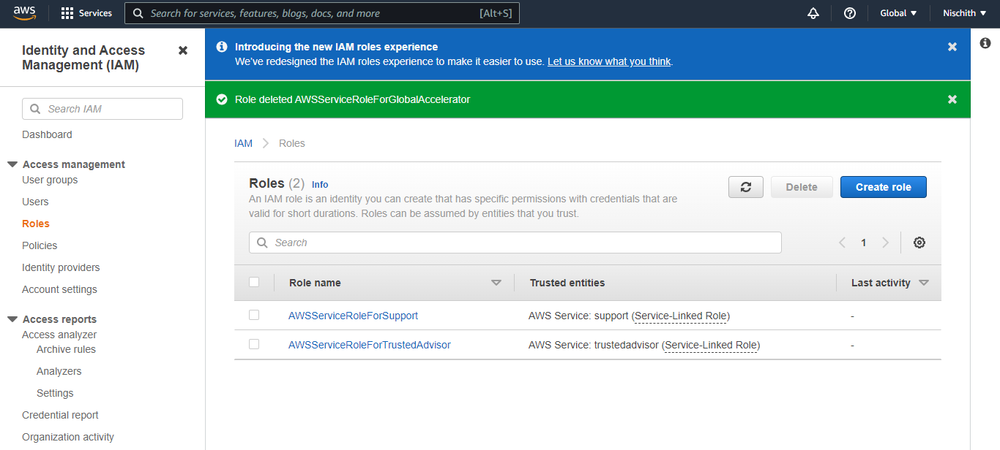 aws Services Search for services, features, blogs, docs, and more [Alt+S] Global Nischith
Identity and Access
Management (IAM)
Search IAM
Dashboard
Access management
User groups
Users
Roles
Policies
Identity providers
Account settings
Access reports
Access analyzer
Archive rules
Analyzers
Settings
Credential report
Organization activity
Introducing the new IAM roles experience
We've redesigned the IAM roles experience to make it easier to use. Let us know what you think.
Role deleted AWSServiceRoleForGlobalAccelerator
IAM Roles
Roles (2) Info
An IAM role is an identity you can create that has specific permissions with credentials that are
valid for short durations. Roles can be assumed by entities that you trust.
Delete Create role
Search
1
Role name Trusted entities Last activity
AWSServiceRoleForSupport AWS Service: support (Service-Linked Role) -
AWSServiceRoleForTrustedAdvisor AWS Service: trustedadvisor (Service-Linked Role) -